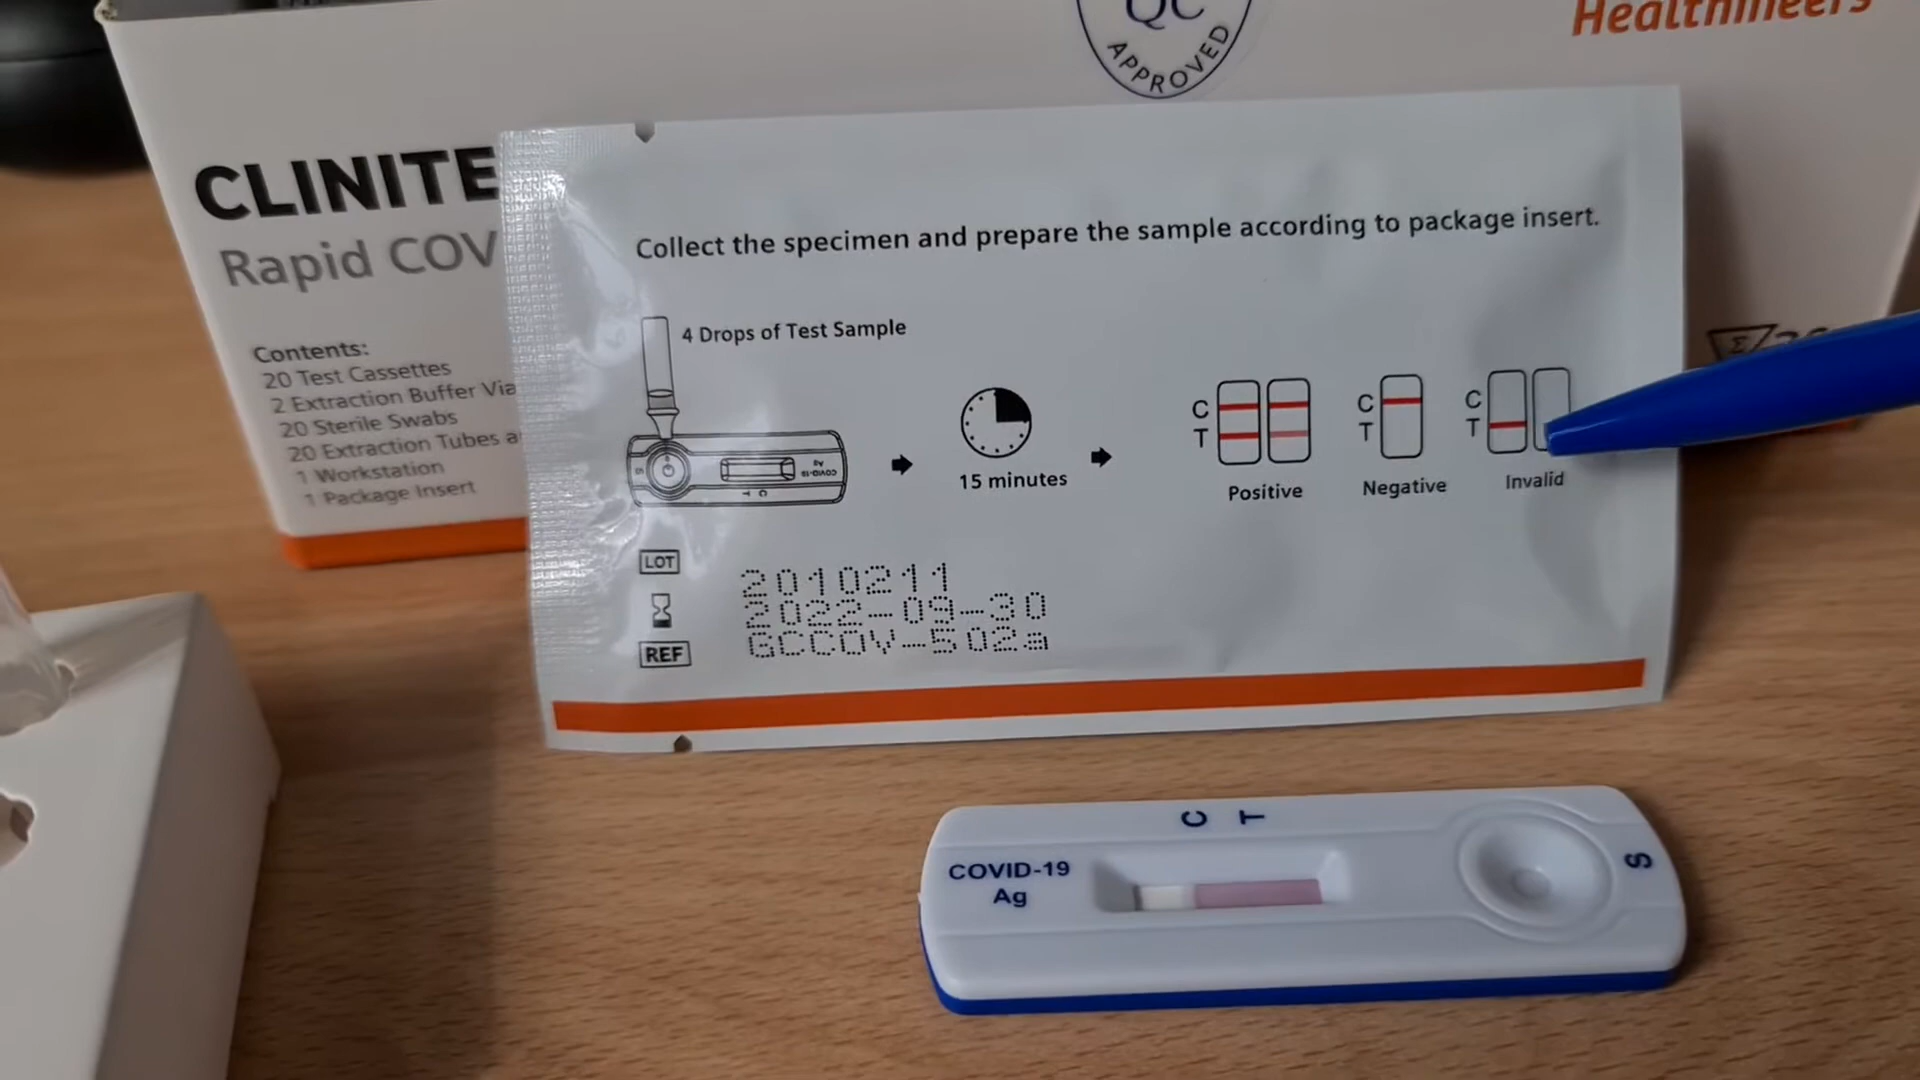 QC
APPROVED
Healthineers
CLINITE
Rapid COV
Contents:
20 Test Cassettes
2 Extraction Buffer Via
20 Sterile Swabs
20 Extraction Tubes a
1 Workstation
1 Package Insert
Collect the specimen and prepare the sample according to package insert.
4 Drops of Test Sample
S
COVID-19
Ag
C T
15 minutes
C
T
Positive
C
T
Negative
C
T
Invalid
LOT
2010211
2022-09-30
REF
GCCOV-502a
C T
COVID-19
Ag
S